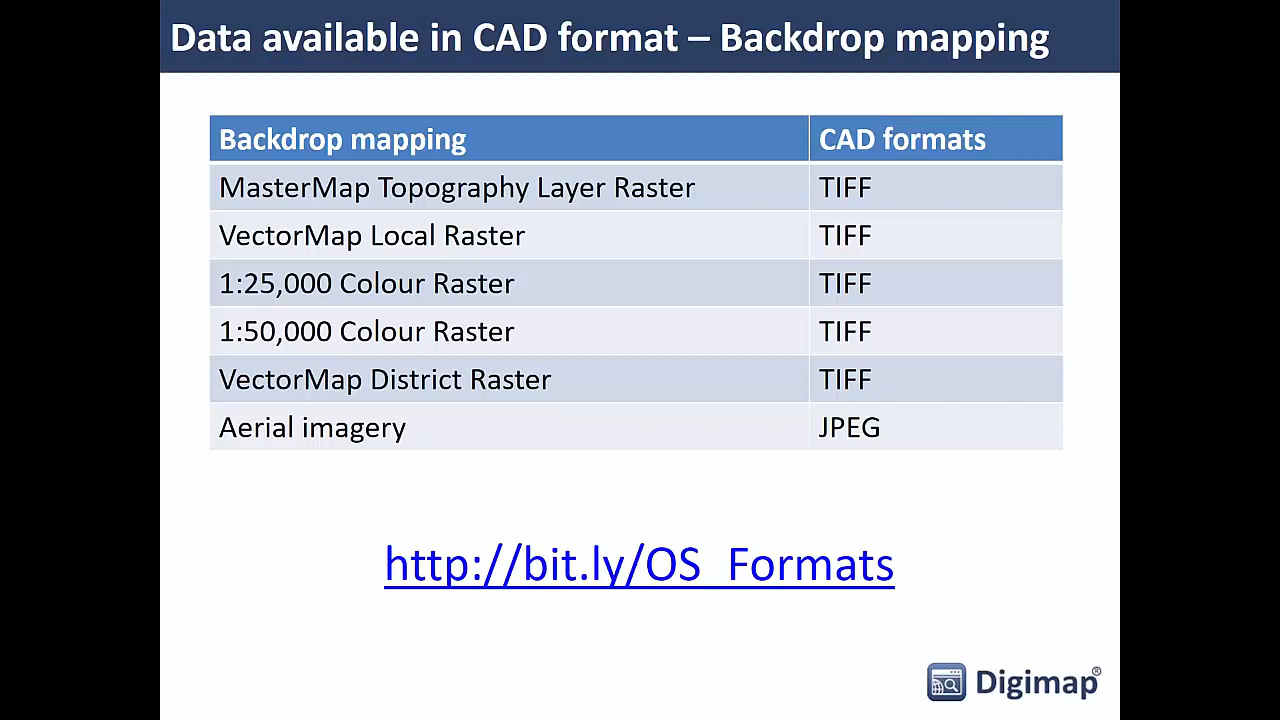 Data available in CAD format – Backdrop mapping
Backdrop mapping CAD formats
MasterMap Topography Layer Raster TIFF
VectorMap Local Raster TIFF
1:25,000 Colour Raster TIFF
1:50,000 Colour Raster TIFF
VectorMap District Raster TIFF
Aerial imagery JPEG
http://bit.ly/OS_Formats
Digimap®